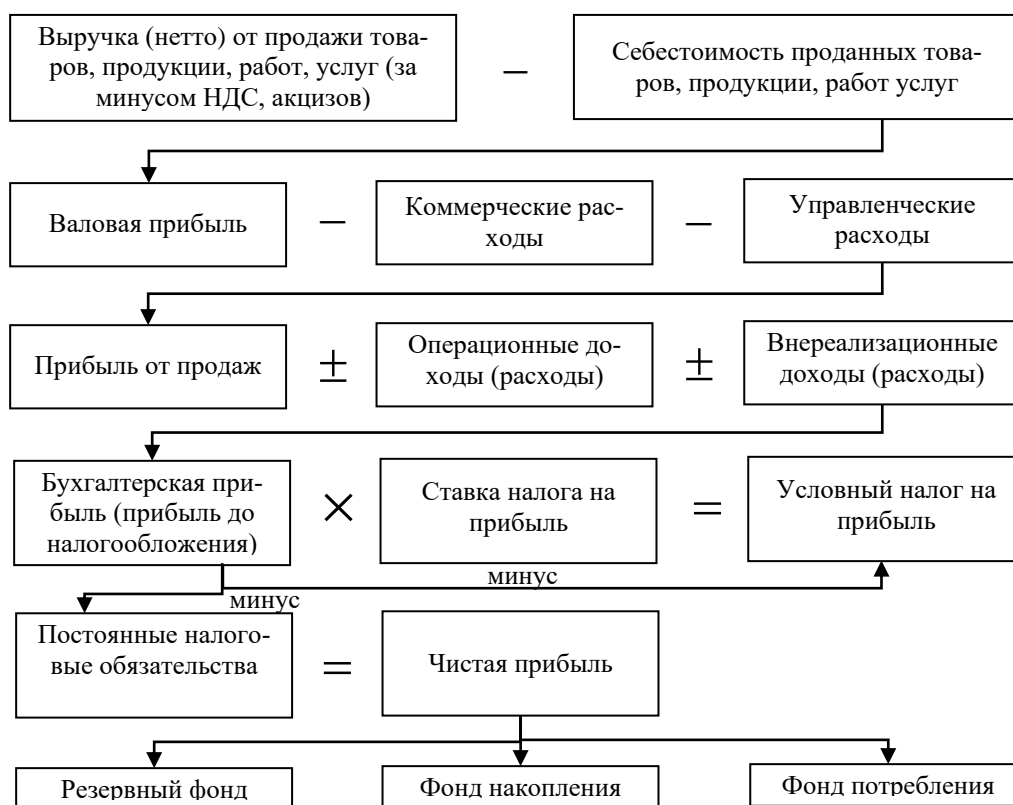 Выручка (нетто) от продажи това-
ров, продукции, работ, услуг (за
минусом НДС, акцизов)
−
Себестоимость проданных това-
ров, продукции, работ услуг
Валовая прибыль
−
Коммерческие рас-
ходы
−
Управленческие
расходы
Прибыль от продаж
±
Операционные до-
ходы (расходы)
±
Внереализационные
доходы (расходы)
Бухгалтерская при-
быль (прибыль до
налогообложения)
×
Ставка налога на
прибыль
=
Условный налог на
прибыль
минус
минус
Постоянные налого-
вые обязательства
=
Чистая прибыль
Резервный фонд
Фонд накопления
Фонд потребления